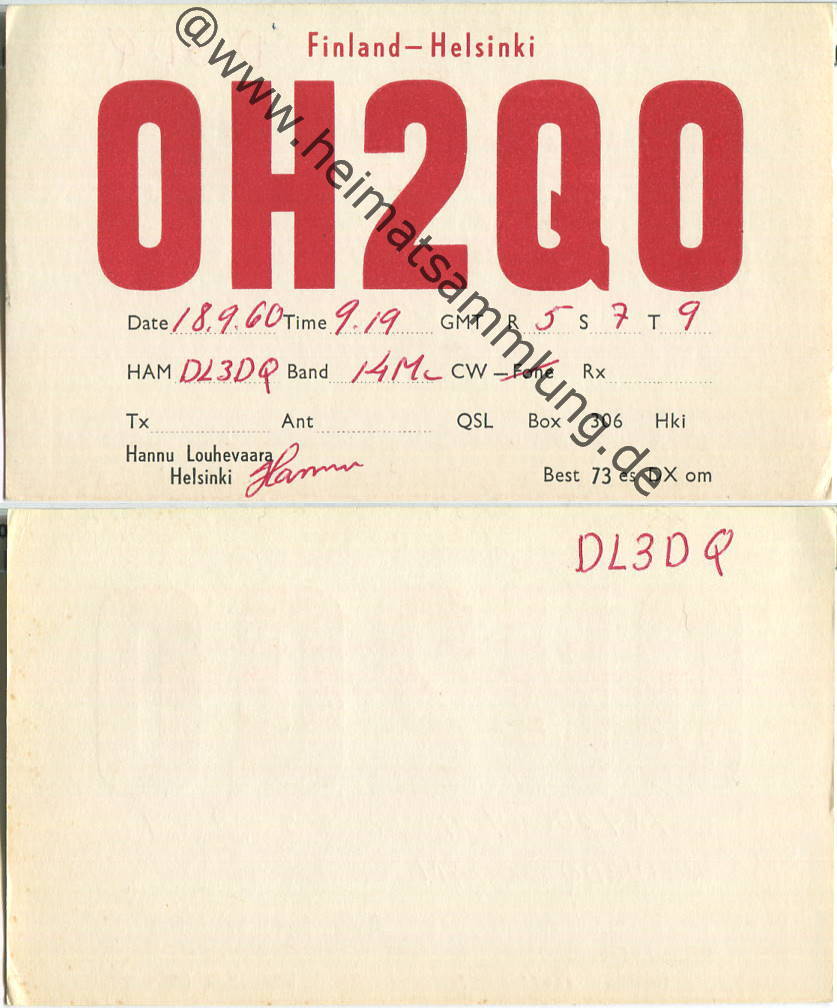 Finland–Helsinki
OH2QO
Date 18.9.60 Time 9.19 GMT R 5 S 7 T 9
HAM DL3DQ Band 14Mc CW – Fone Rx
Tx Ant QSL Box 306 Hki
Hannu Louhevaara
Helsinki Hannu Best 73 es DX om
@www.heimatsammlung.de
DL3DQ